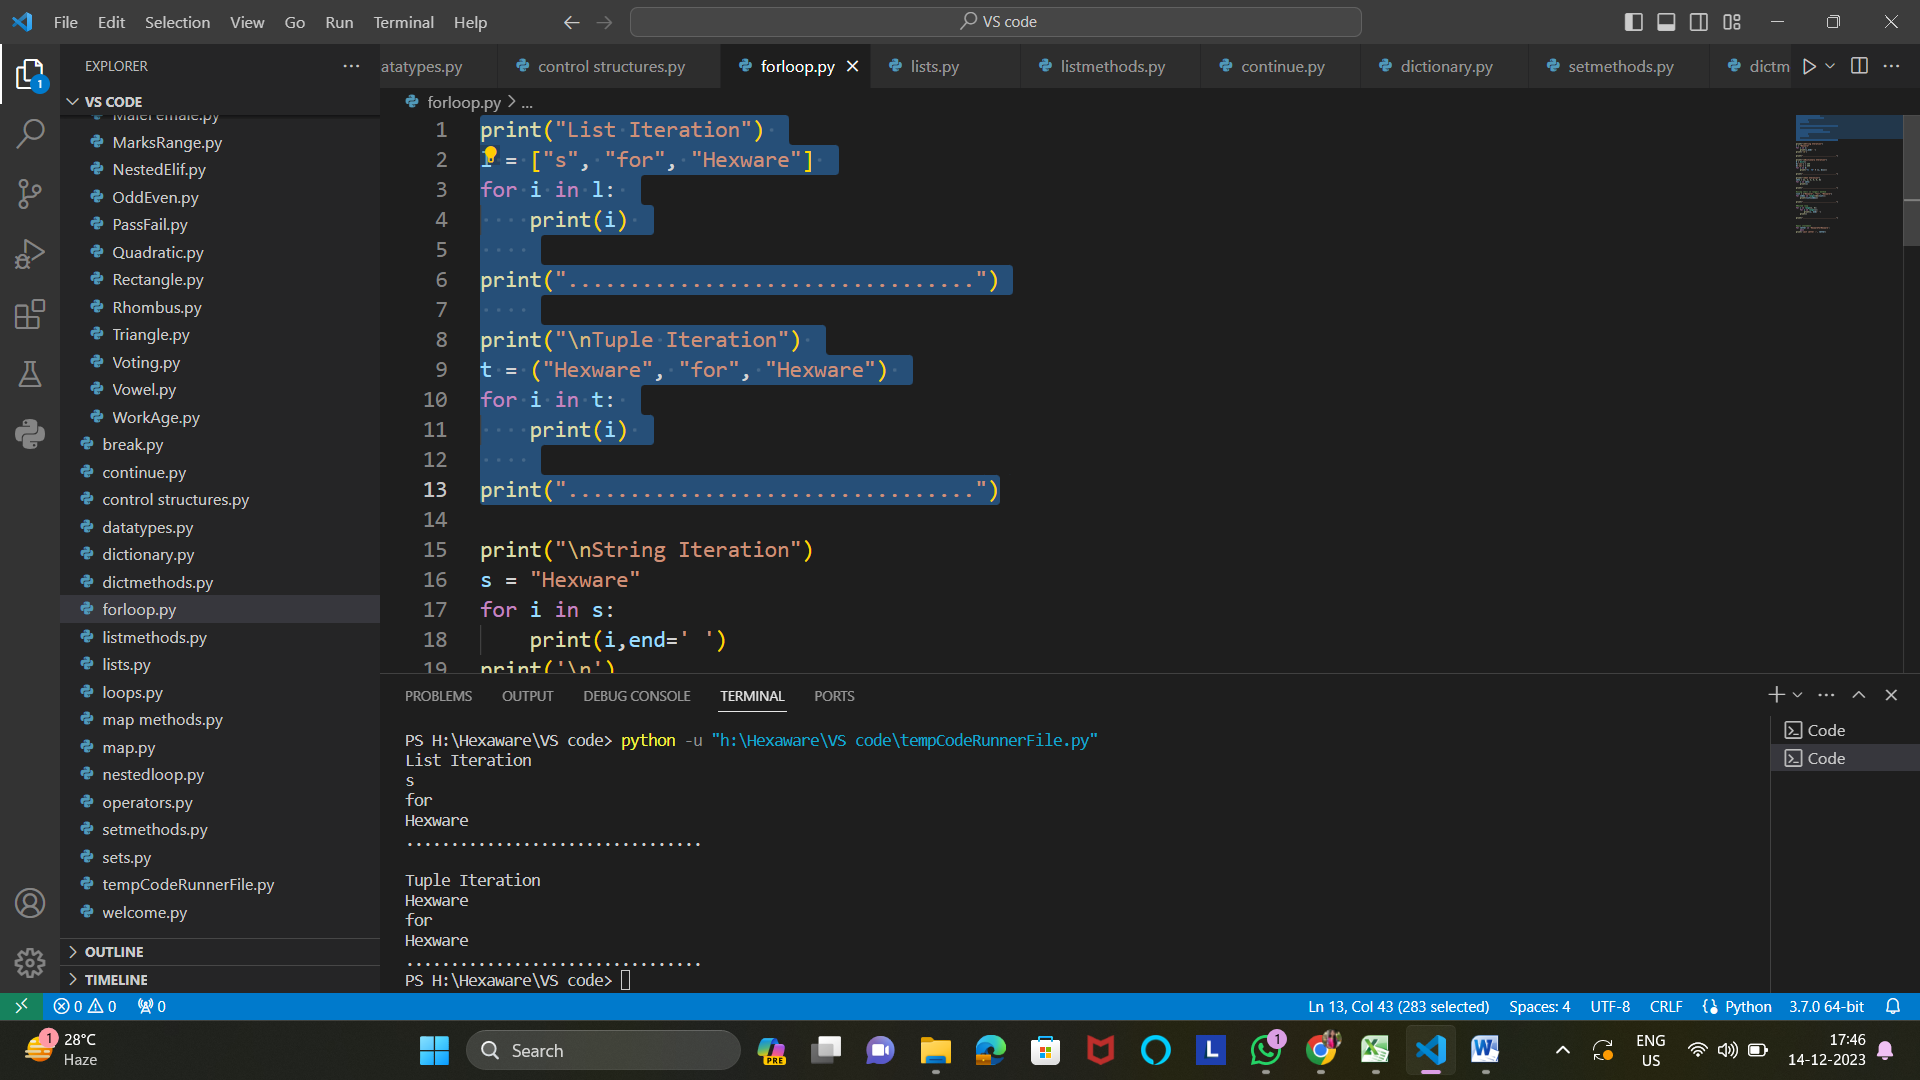 File Edit Selection View Go Run Terminal Help
VS code
EXPLORER
VS CODE
MaleFemale.py
MarksRange.py
NestedElif.py
OddEven.py
PassFail.py
Quadratic.py
Rectangle.py
Rhombus.py
Triangle.py
Voting.py
Vowel.py
WorkAge.py
break.py
continue.py
control structures.py
datatypes.py
dictionary.py
dictmethods.py
forloop.py
listmethods.py
lists.py
loops.py
map methods.py
map.py
nestedloop.py
operators.py
setmethods.py
sets.py
tempCodeRunnerFile.py
welcome.py
OUTLINE
TIMELINE
1
atatypes.py control structures.py forloop.py lists.py listmethods.py continue.py dictionary.py setmethods.py dictm
forloop.py > ...
1 print("List Iteration")
2 l = ["s", "for", "Hexware"]
3 for i in l:
4 print(i)
5
6 print(".................................")
7
8 print("\nTuple Iteration")
9 t = ("Hexware", "for", "Hexware")
10 for i in t:
11 print(i)
12
13 print(".................................")
14
15 print("\nString Iteration")
16 s = "Hexware"
17 for i in s:
18 print(i,end=' ')
19 print('\n')
PROBLEMS OUTPUT DEBUG CONSOLE TERMINAL PORTS
PS H:\Hexaware\VS code> python -u "h:\Hexaware\VS code\tempCodeRunnerFile.py"
List Iteration
s
for
Hexware
.................................

Tuple Iteration
Hexware
for
Hexware
.................................
PS H:\Hexaware\VS code>
Code
Code
0 0 0
Ln 13, Col 43 (283 selected) Spaces: 4 UTF-8 CRLF Python 3.7.0 64-bit
1
28°C
Haze
Search
PRE
L
1
ENG
US
17:46
14-12-2023